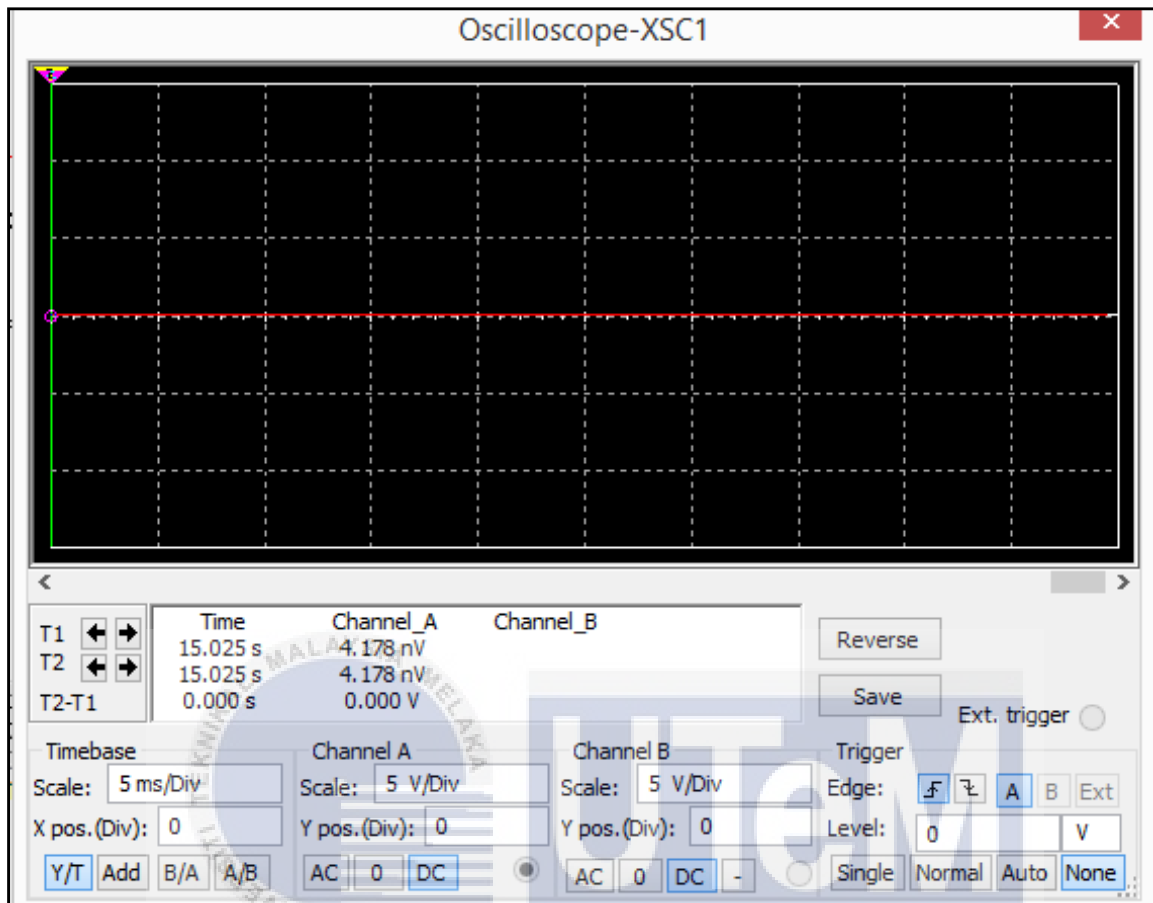 Oscilloscope-XSC1
Time Channel_A Channel_B
T1 15.025 s 4.178 nV
T2 15.025 s 4.178 nV
T2-T1 0.000 s 0.000 V
Reverse
Save
Ext. trigger
Timebase
Scale: 5 ms/Div
X pos.(Div): 0
Y/T Add B/A A/B
Channel A
Scale: 5 V/Div
Y pos.(Div): 0
AC 0 DC
Channel B
Scale: 5 V/Div
Y pos.(Div): 0
AC 0 DC -
Trigger
Edge: A B Ext
Level: 0 V
Single Normal Auto None
UTeM